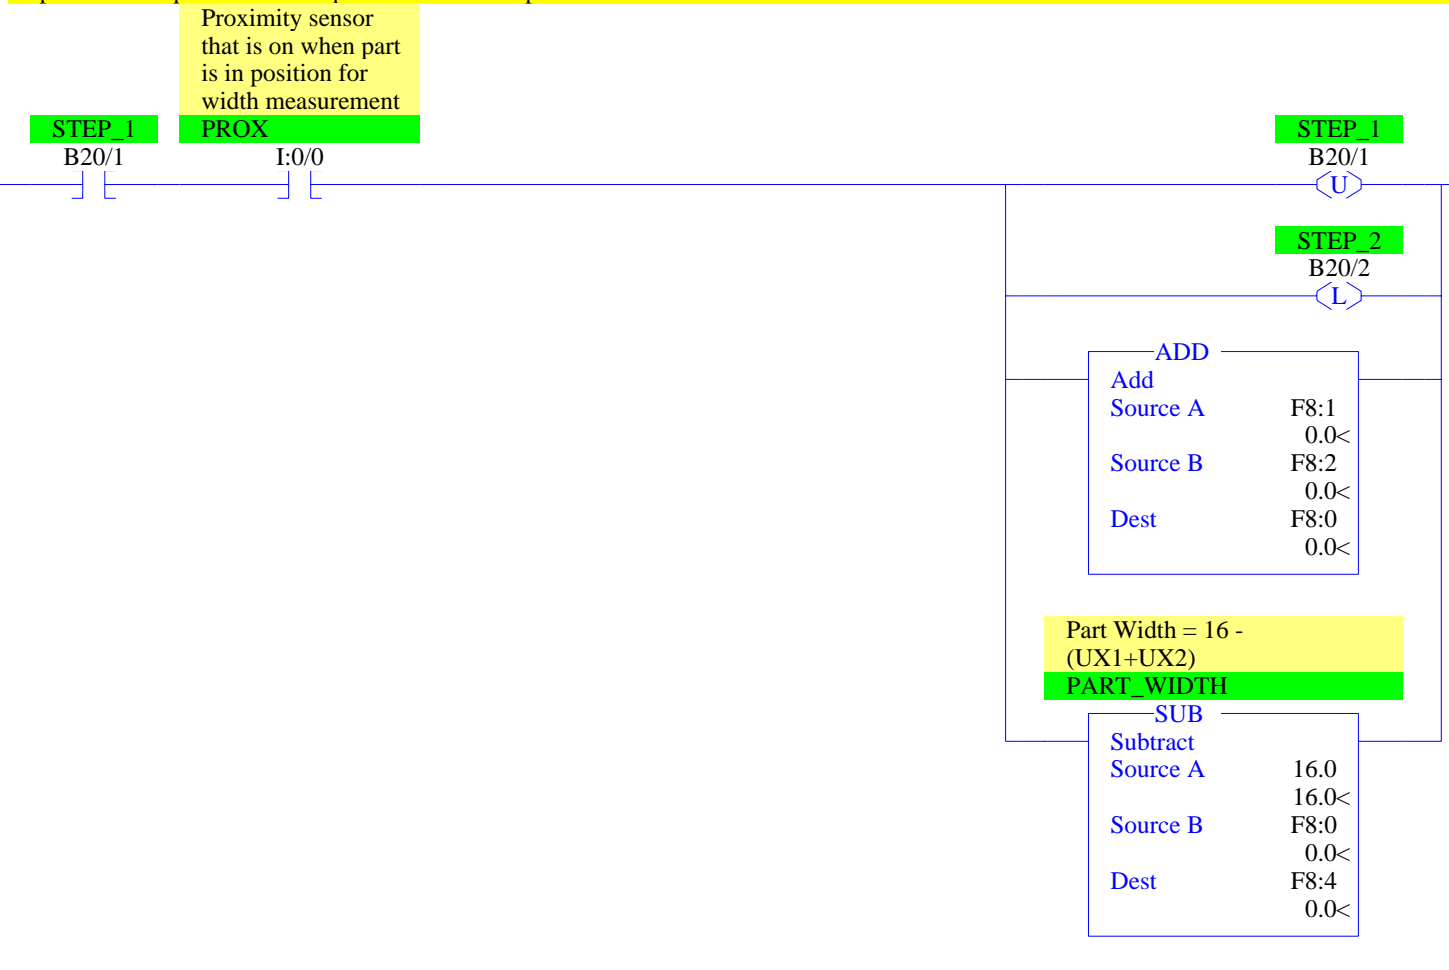 Proximity sensor
that is on when part
is in position for
width measurement
STEP_1
PROX
STEP_1
B20/1
I:0/0
B20/1
U
STEP_2
B20/2
L
ADD
Add
Source A F8:1
0.0<
Source B F8:2
0.0<
Dest F8:0
0.0<
Part Width = 16 -
(UX1+UX2)
PART_WIDTH
SUB
Subtract
Source A 16.0
16.0<
Source B F8:0
0.0<
Dest F8:4
0.0<